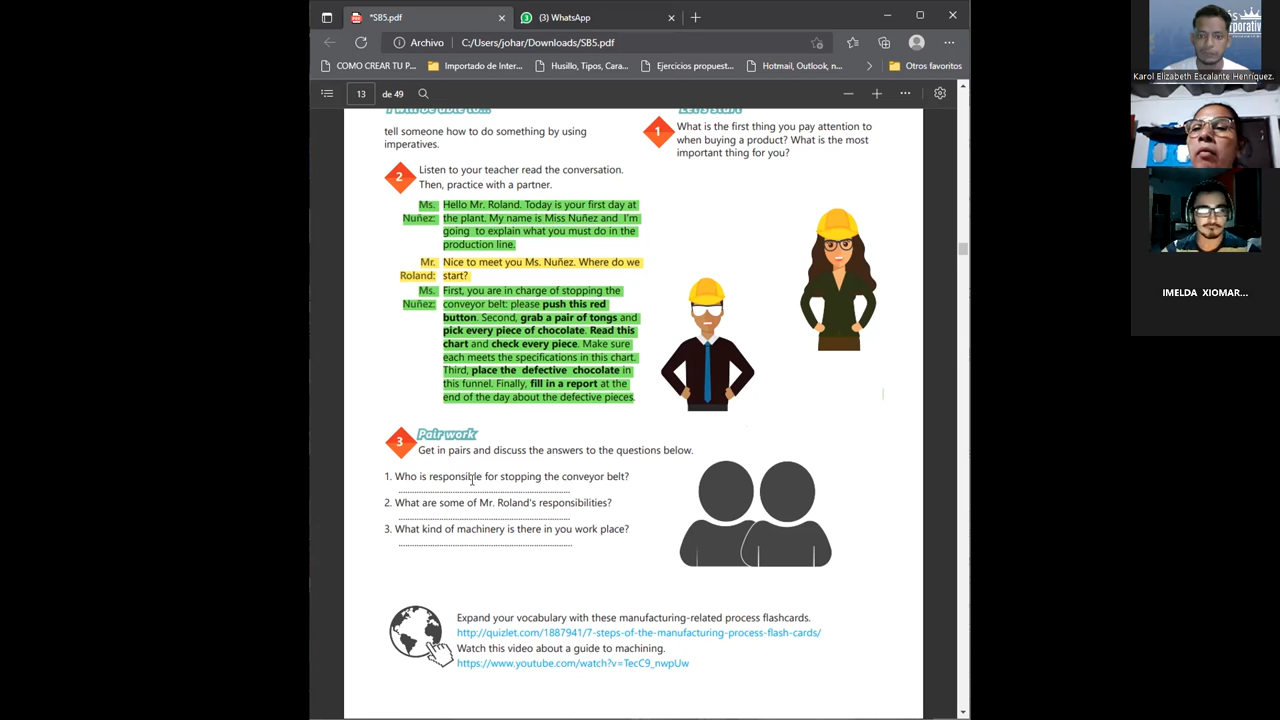 *SB5.pdf
(3) WhatsApp
Archivo
C:/Users/johar/Downloads/SB5.pdf
COMO CREAR TU P...
Importado de Inter...
Husillo, Tipos, Cara...
Ejercicios propuest...
Hotmail, Outlook, n...
Otros favoritos
13 de 49
I will be able to...
tell someone how to do something by using
imperatives.
Let's start
1
What is the first thing you pay attention to
when buying a product? What is the most
important thing for you?
2
Listen to your teacher read the conversation.
Then, practice with a partner.
Ms. Hello Mr. Roland. Today is your first day at
Nuñez: the plant. My name is Miss Nuñez and I'm
going to explain what you must do in the
production line.
Mr. Nice to meet you Ms. Nuñez. Where do we
Roland: start?
Ms. First, you are in charge of stopping the
Nuñez: conveyor belt: please push this red
button. Second, grab a pair of tongs and
pick every piece of chocolate. Read this
chart and check every piece. Make sure
each meets the specifications in this chart.
Third, place the defective chocolate in
this funnel. Finally, fill in a report at the
end of the day about the defective pieces.
3
Pair work
Get in pairs and discuss the answers to the questions below.
1. Who is responsible for stopping the conveyor belt?
2. What are some of Mr. Roland's responsibilities?
3. What kind of machinery is there in you work place?
Expand your vocabulary with these manufacturing-related process flashcards.
http://quizlet.com/1887941/7-steps-of-the-manufacturing-process-flash-cards/
Watch this video about a guide to machining.
https://www.youtube.com/watch?v=TecC9_nwpUw
Karol Elizabeth Escalante Henríquez.
IMELDA XIOMAR...